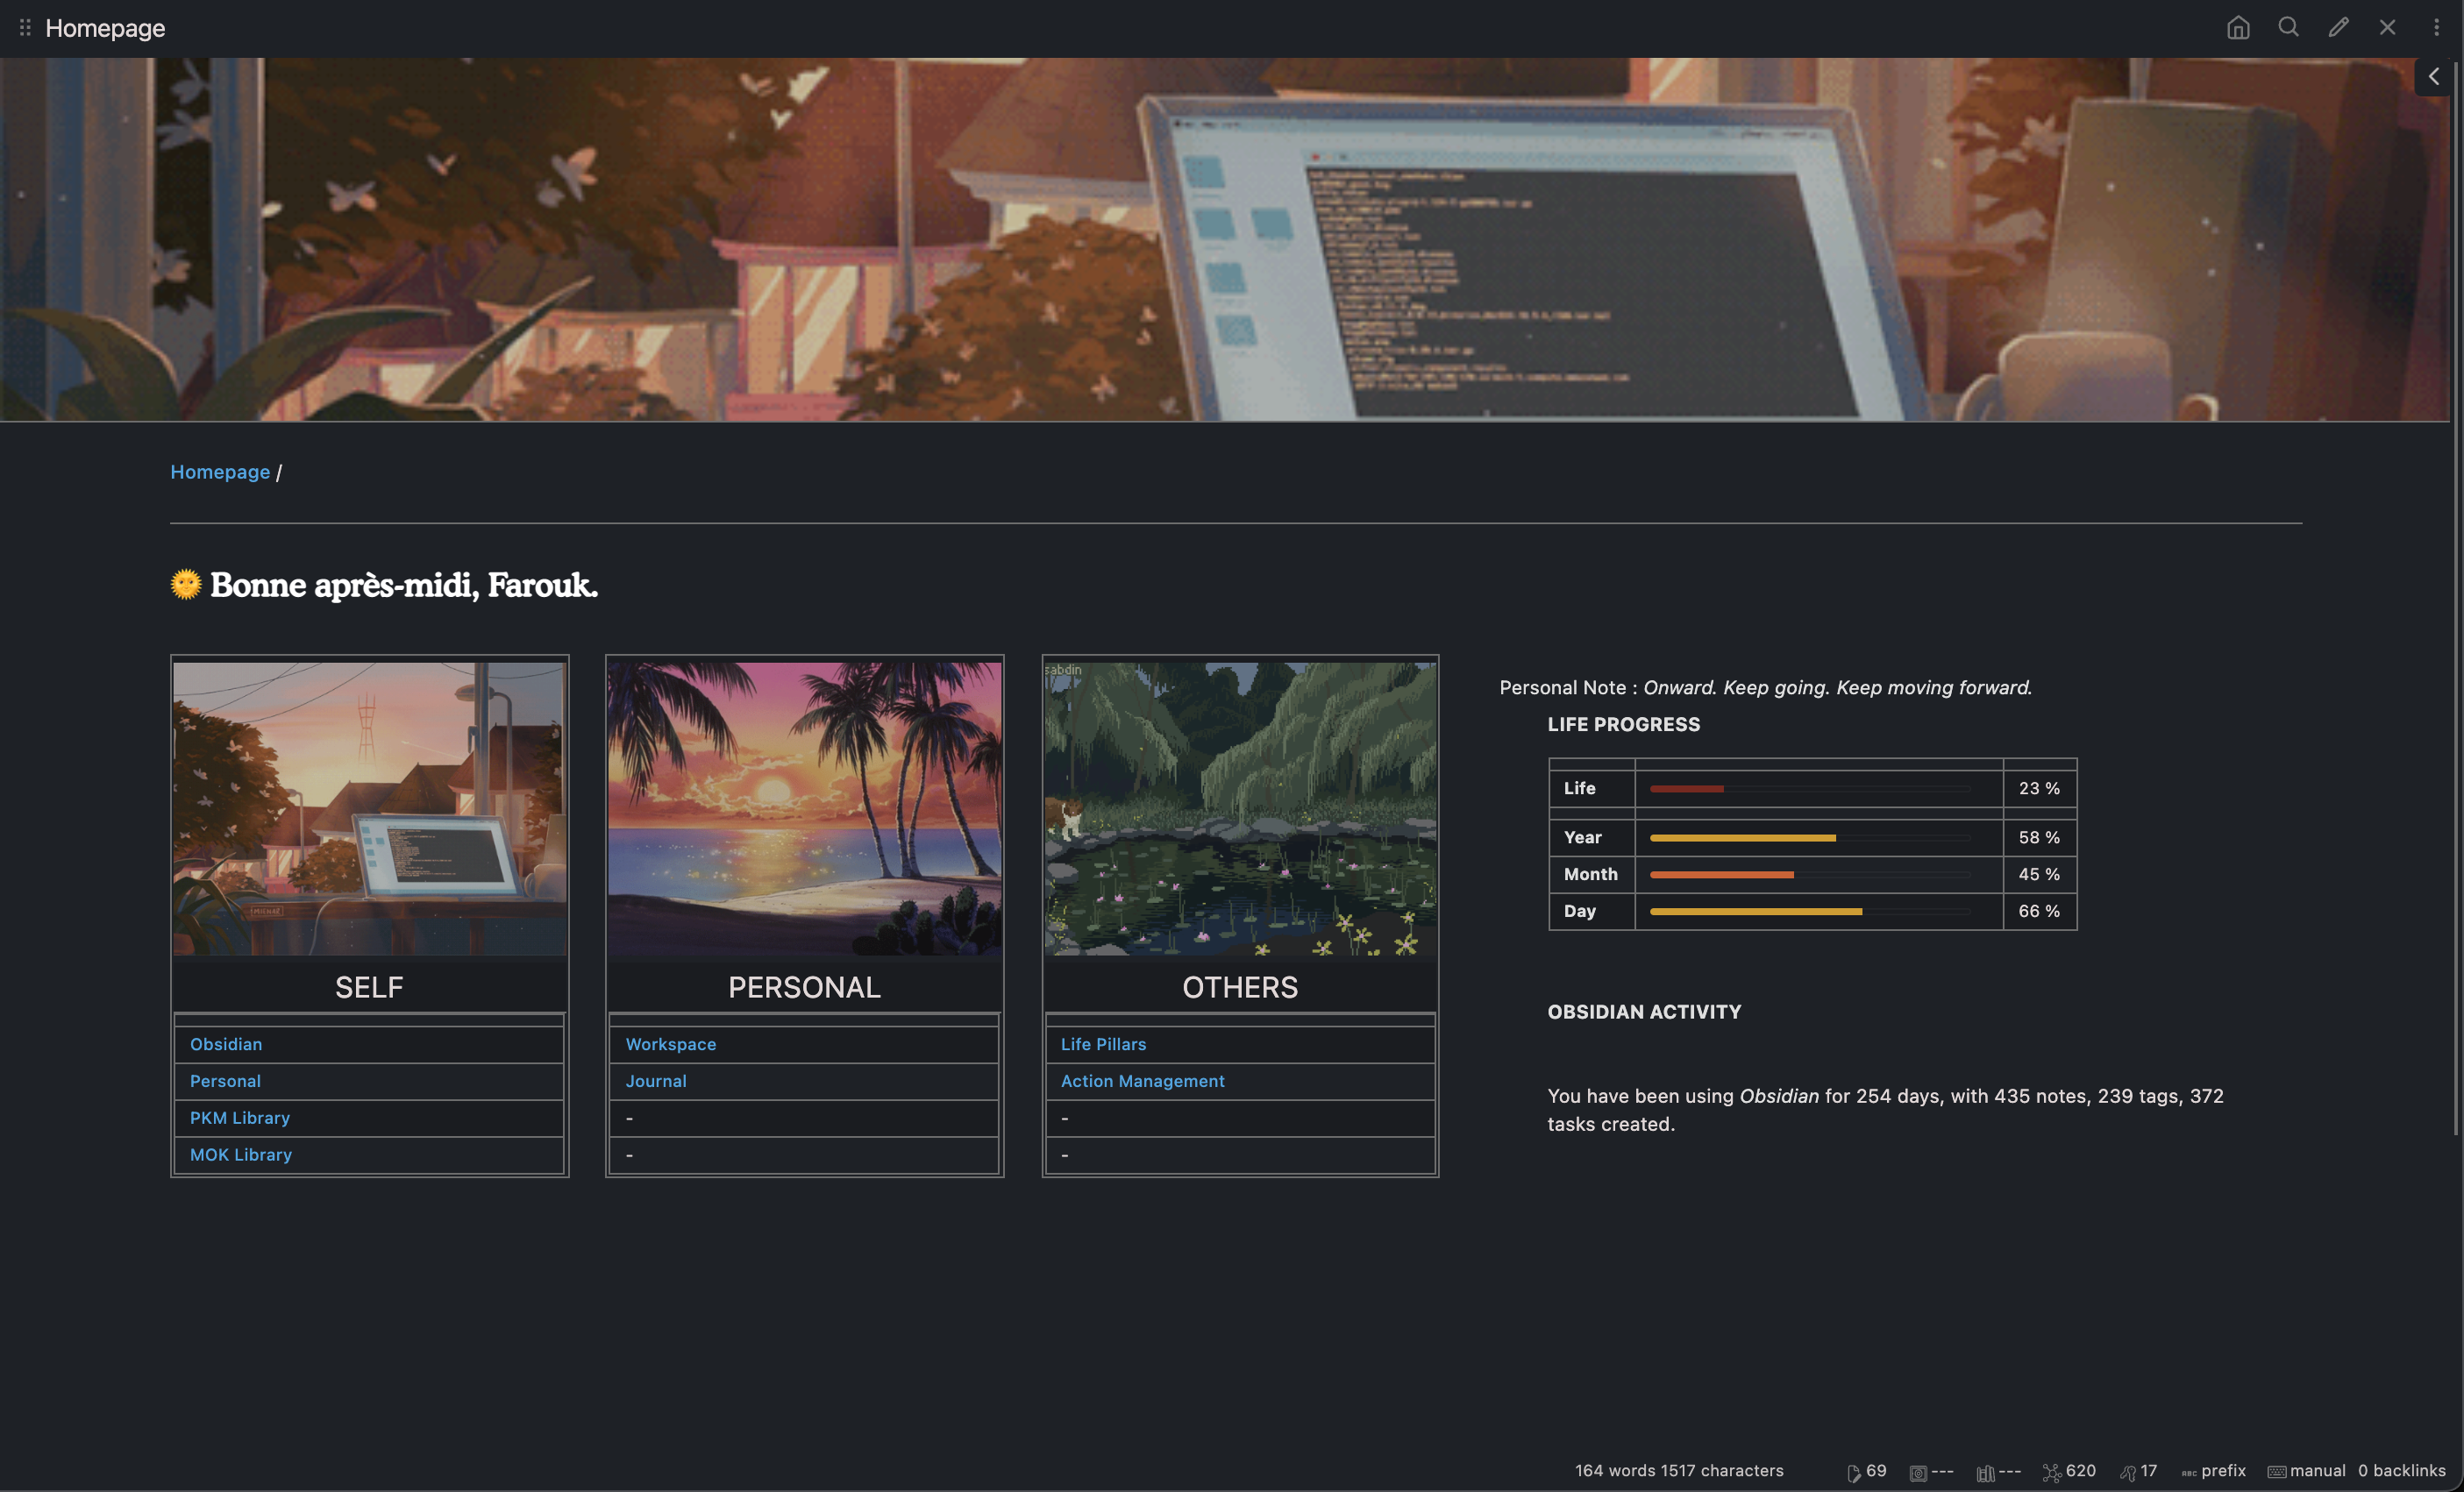 Homepage
Homepage /
🌞 Bonne après-midi, Farouk.
sabdin
SELF
Obsidian
Personal
PKM Library
MOK Library
PERSONAL
Workspace
Journal
-
-
OTHERS
Life Pillars
Action Management
-
-
Personal Note : Onward. Keep going. Keep moving forward.
LIFE PROGRESS
Life 23 %
Year 58 %
Month 45 %
Day 66 %
OBSIDIAN ACTIVITY
You have been using Obsidian for 254 days, with 435 notes, 239 tags, 372
tasks created.
164 words 1517 characters 69 --- --- 620 17 ABC prefix manual 0 backlinks